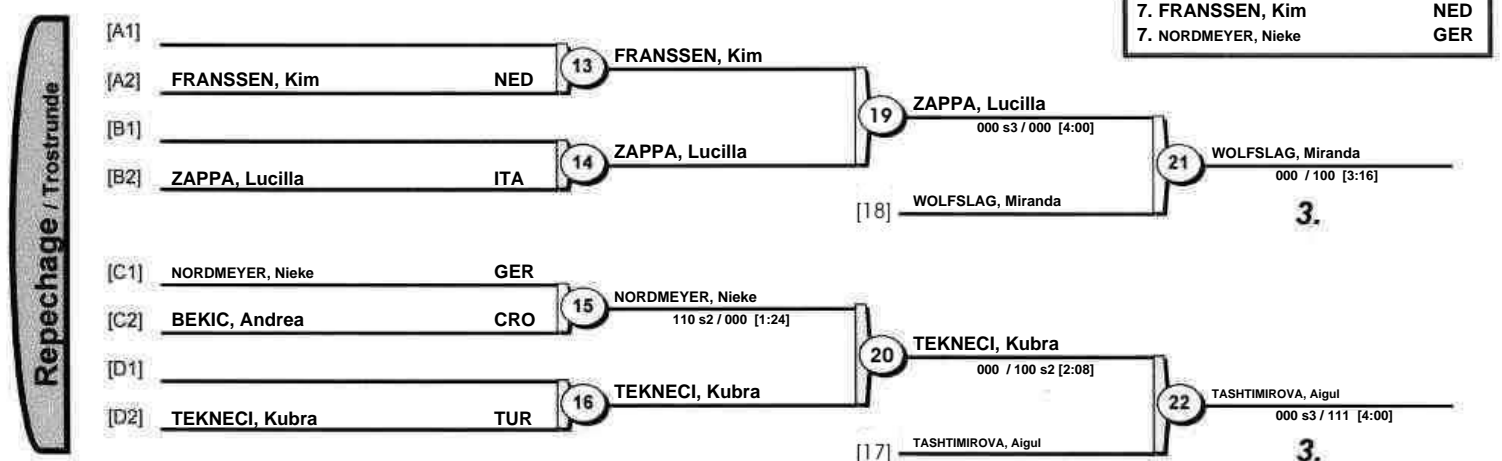 7. FRANSSEN, Kim NED
7. NORDMEYER, Nieke GER
Repechage / Trostrunde
[A1]
[A2] FRANSSEN, Kim NED
13 FRANSSEN, Kim
[B1]
[B2] ZAPPA, Lucilla ITA
14 ZAPPA, Lucilla
19 ZAPPA, Lucilla
000 s3 / 000 [4:00]
[18] WOLFSLAG, Miranda
21 WOLFSLAG, Miranda
000 / 100 [3:16]
3.
[C1] NORDMEYER, Nieke GER
[C2] BEKIC, Andrea CRO
15 NORDMEYER, Nieke
110 s2 / 000 [1:24]
[D1]
[D2] TEKNECI, Kubra TUR
16 TEKNECI, Kubra
20 TEKNECI, Kubra
000 / 100 s2 [2:08]
[17] TASHTIMIROVA, Aigul
22 TASHTIMIROVA, Aigul
000 s3 / 111 [4:00]
3.